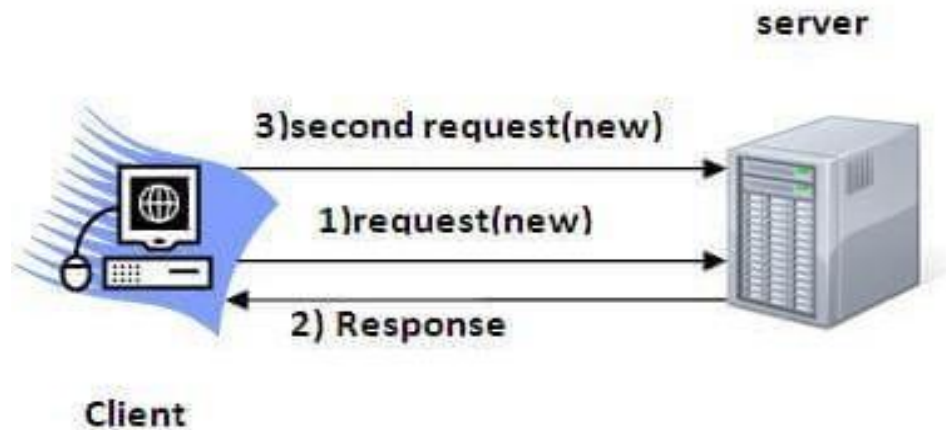 server
3)second request(new)
1)request(new)
2) Response
Client